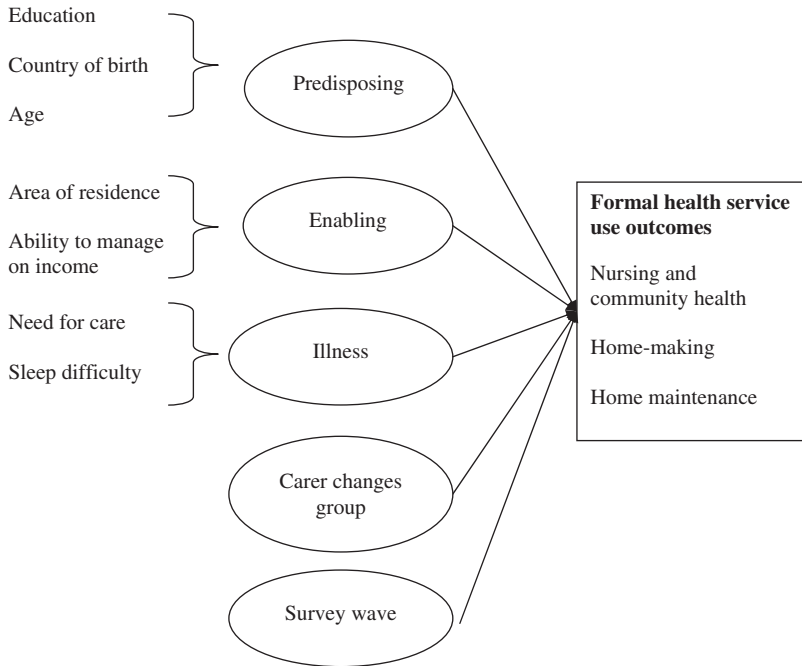 Education
Country of birth
Age
Predisposing
Area of residence
Ability to manage
on income
Enabling
Need for care
Sleep difficulty
Illness
Carer changes
group
Survey wave
Formal health service
use outcomes
Nursing and
community health
Home-making
Home maintenance